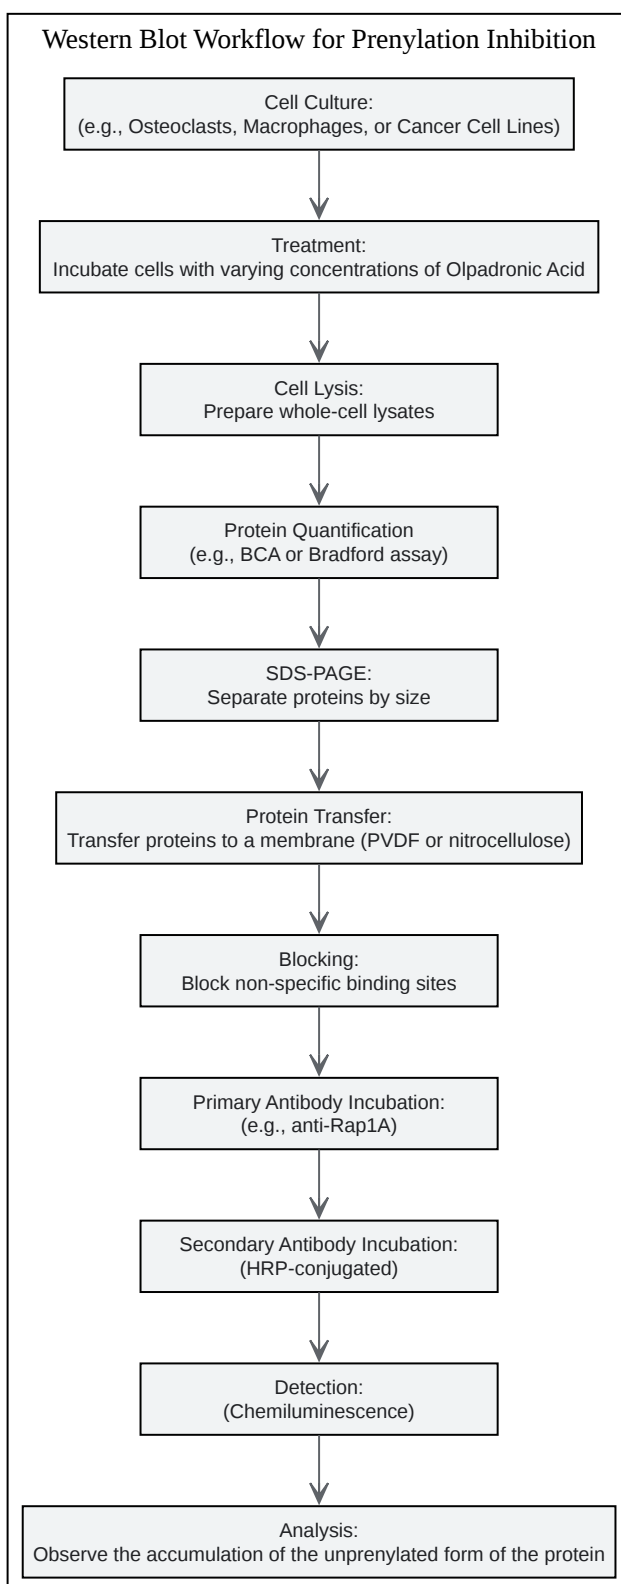 Western Blot Workflow for Prenylation Inhibition
Cell Culture:
(e.g., Osteoclasts, Macrophages, or Cancer Cell Lines)
Treatment:
Incubate cells with varying concentrations of Olpadronic Acid
Cell Lysis:
Prepare whole-cell lysates
Protein Quantification
(e.g., BCA or Bradford assay)
SDS-PAGE:
Separate proteins by size
Protein Transfer:
Transfer proteins to a membrane (PVDF or nitrocellulose)
Blocking:
Block non-specific binding sites
Primary Antibody Incubation:
(e.g., anti-Rap1A)
Secondary Antibody Incubation:
(HRP-conjugated)
Detection:
(Chemiluminescence)
Analysis:
Observe the accumulation of the unprenylated form of the protein